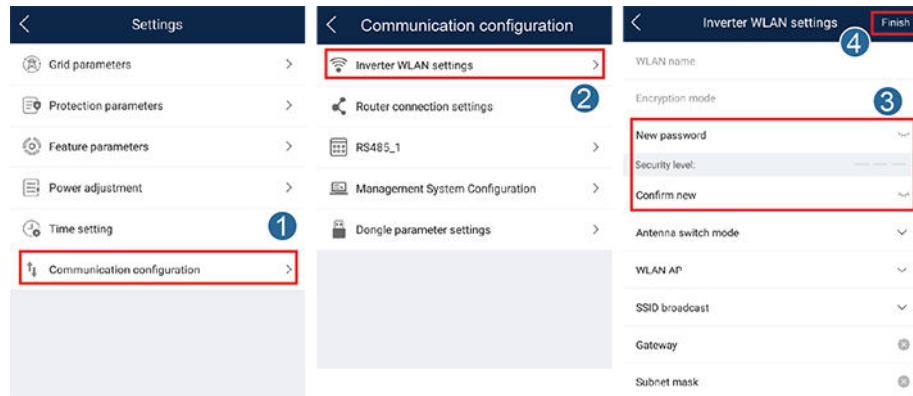 Settings
Grid parameters
Protection parameters
Feature parameters
Power adjustment
Time setting
1
Communication configuration
Communication configuration
Inverter WLAN settings
2
Router connection settings
RS485_1
Management System Configuration
Dongle parameter settings
Inverter WLAN settings
Finish
4
WLAN name
Encryption mode
3
New password
Security level:
Confirm new
Antenna switch mode
WLAN AP
SSID broadcast
Gateway
Subnet mask